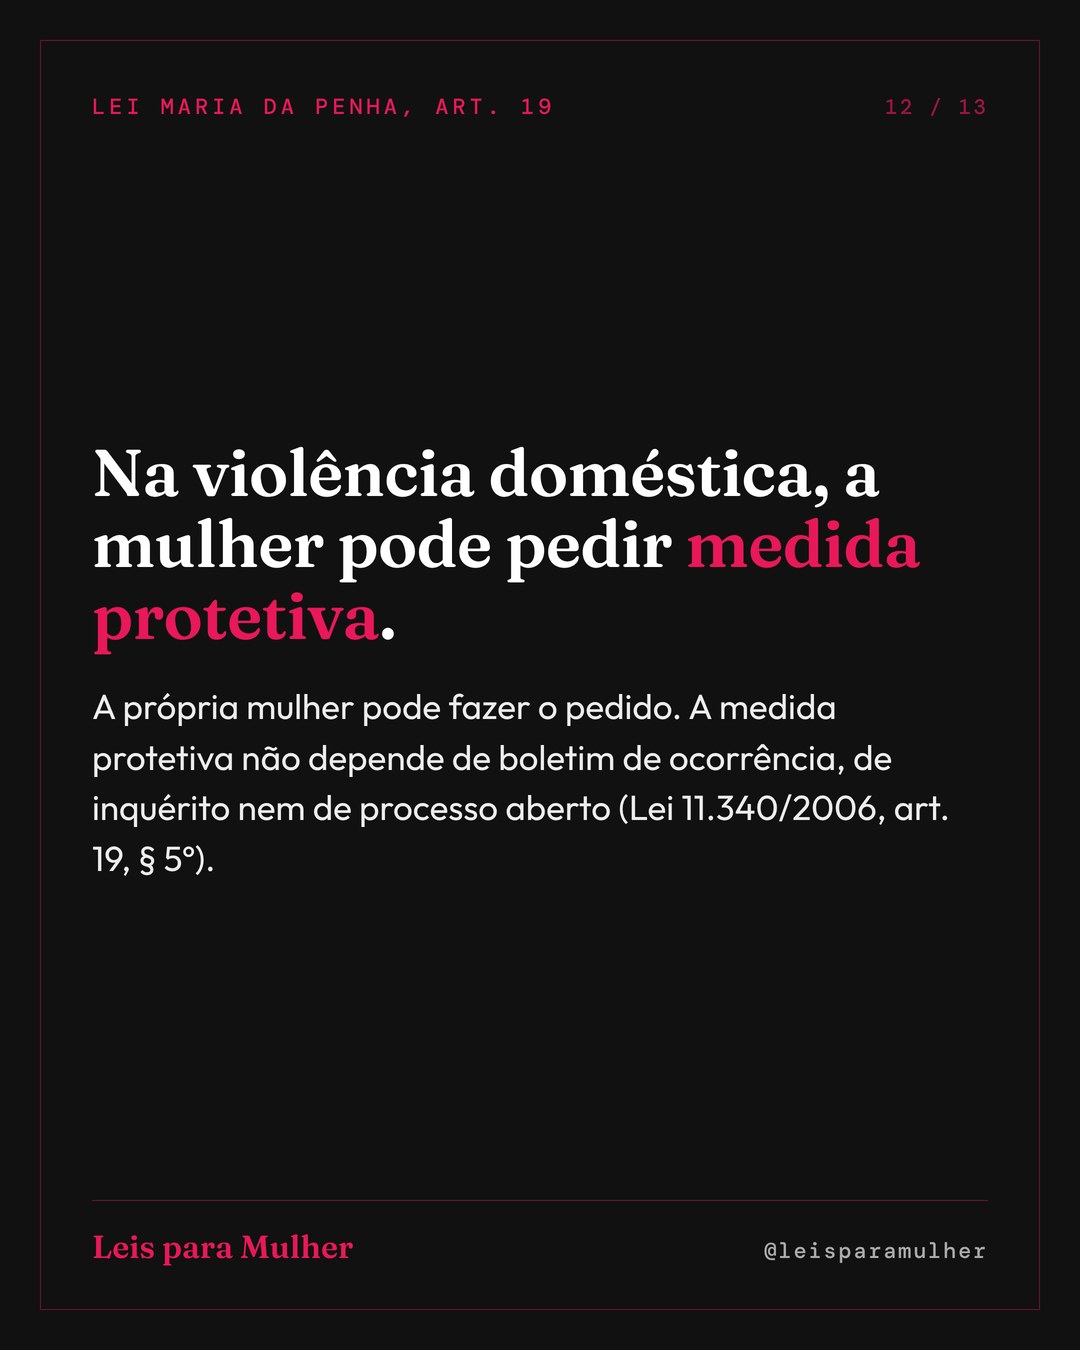 LEI MARIA DA PENHA, ART. 19
12 / 13
Na violência doméstica, a
mulher pode pedir medida
protetiva.
A própria mulher pode fazer o pedido. A medida
protetiva não depende de boletim de ocorrência, de
inquérito nem de processo aberto (Lei 11.340/2006, art.
19, § 5º).
Leis para Mulher
@leisparamulher